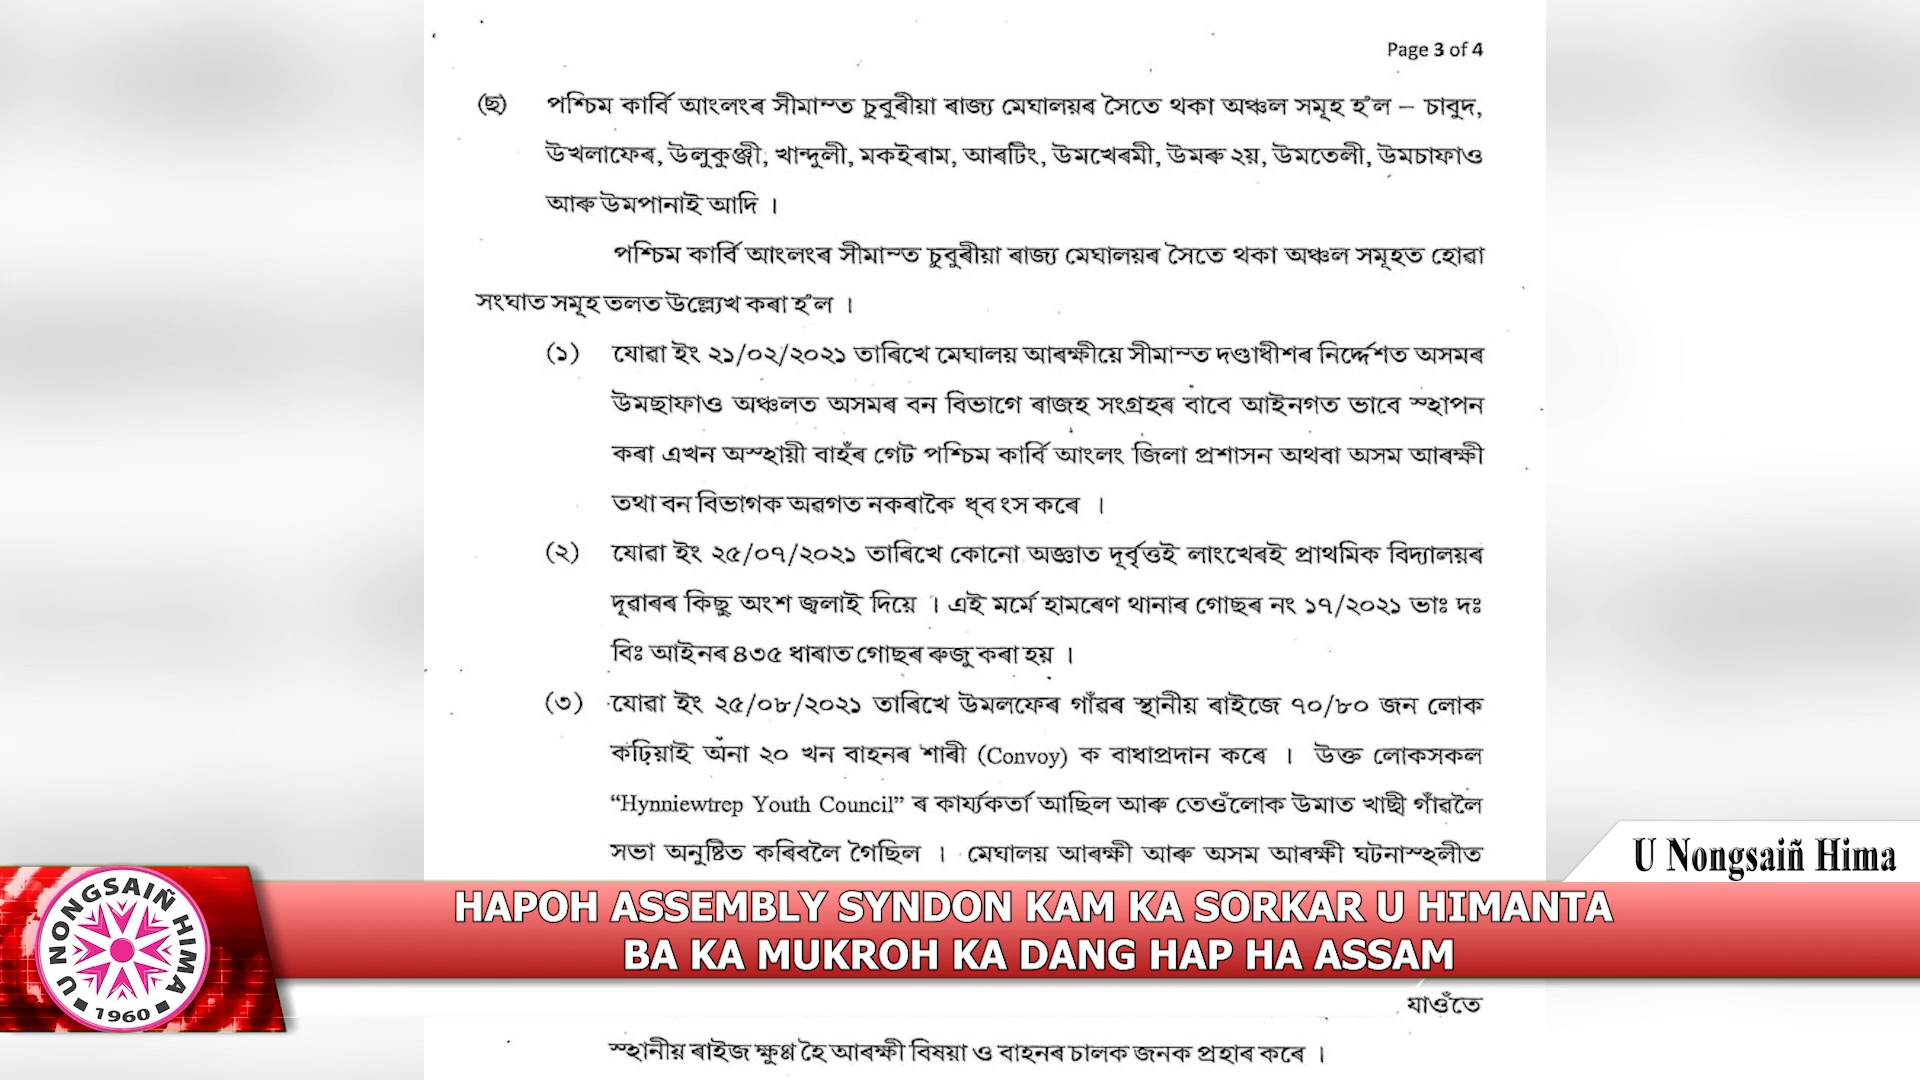 Page 3 of 4
(ছ) পশ্চিম কাৰ্বি আংলংৰ সীমান্ত চুবুৰীয়া ৰাজ্য মেঘালয়ৰ সৈতে থকা অঞ্চল সমূহ হ'ল – চাবুদ,
উখলাফেৰ, উলুকুঞ্জী, খান্দুলী, মকইৰাম, আৰটিং, উমখেৰমী, উমৰু ২য়, উমতেলী, উমচাফাও
আৰু উমপানাই আদি ।
পশ্চিম কাৰ্বি আংলংৰ সীমান্ত চুবুৰীয়া ৰাজ্য মেঘালয়ৰ সৈতে থকা অঞ্চল সমূহত হোৱা
সংঘাত সমূহ তলত উল্ল্যেখ কৰা হ'ল ।
(১) যোৱা ইং ২১/০২/২০২১ তাৰিখে মেঘালয় আৰক্ষীয়ে সীমান্ত দণ্ডাধীশৰ নিৰ্দ্দেশত অসমৰ
উমছাফাও অঞ্চলত অসমৰ বন বিভাগে ৰাজহ সংগ্ৰহৰ বাবে আইনগত ভাবে স্থাপন
কৰা এখন অস্হায়ী বাহঁৰ গেট পশ্চিম কাৰ্বি আংলং জিলা প্ৰশাসন অথবা অসম আৰক্ষী
তথা বন বিভাগক অৱগত নকৰাকৈ ধ্বংস কৰে ।
(২) যোৱা ইং ২৫/০৭/২০২১ তাৰিখে কোনো অজ্ঞাত দূৰ্বৃত্তই লাংখেৰই প্ৰাথমিক বিদ্যালয়ৰ
দূৱাৰৰ কিছু অংশ জ্বলাই দিয়ে । এই মৰ্মে হামৰেণ থানাৰ গোছৰ নং ১৭/২০২১ ভাঃ দঃ
বিঃ আইনৰ ৪৩৫ ধাৰাত গোছৰ ৰুজু কৰা হয় ।
(৩) যোৱা ইং ২৫/০৮/২০২১ তাৰিখে উমলফেৰ গাঁৱৰ স্থানীয় ৰাইজে ৭০/৮০ জন লোক
কঢ়িয়াই অঁনা ২০ খন বাহনৰ শাৰী (Convoy) ক বাধাপ্ৰদান কৰে । উক্ত লোকসকল
“Hynniewtrep Youth Council” ৰ কাৰ্য্যকৰ্তা আছিল আৰু তেওঁলোক উমাত খাছী গাঁৱলৈ
সভা অনুষ্টিত কৰিবলৈ গৈছিল । মেঘালয় আৰক্ষী আৰু অসম আৰক্ষী ঘটনাস্হলীত
U Nongsaiñ Hima
HAPOH ASSEMBLY SYNDON KAM KA SORKAR U HIMANTA
BA KA MUKROH KA DANG HAP HA ASSAM
U NONGSAIÑ HIMA
1960
যাওঁতে
স্হানীয় ৰাইজ ক্ষুণ্ণ হৈ আৰক্ষী বিষয়া ও বাহনৰ চালক জনক প্ৰহাৰ কৰে ।